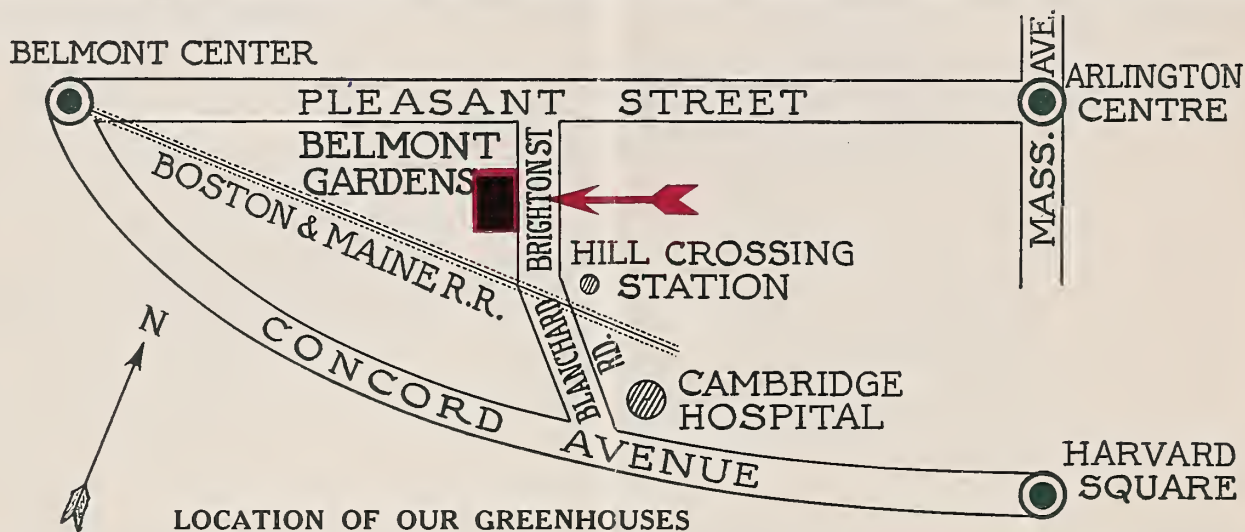 BELMONT CENTER
PLEASANT STREET
MASS. AVE.
ARLINGTON
CENTRE
BELMONT
GARDENS
BRIGHTON ST
BOSTON & MAINE R.R.
HILL CROSSING
STATION
N
BLANCHARD
RD.
CONCORD AVENUE
CAMBRIDGE
HOSPITAL
HARVARD
SQUARE
LOCATION OF OUR GREENHOUSES